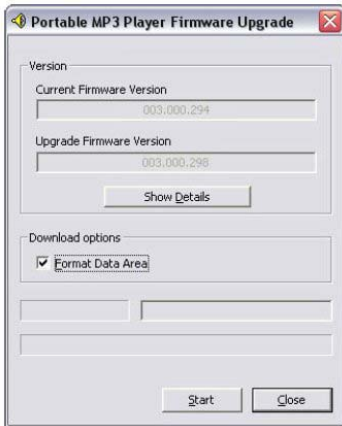 Portable MP3 Player Firmware Upgrade
Version
Current Firmware Version
003.000.294
Upgrade Firmware Version
003.000.298
Show Details
Download options
Format Data Area
Start
Close